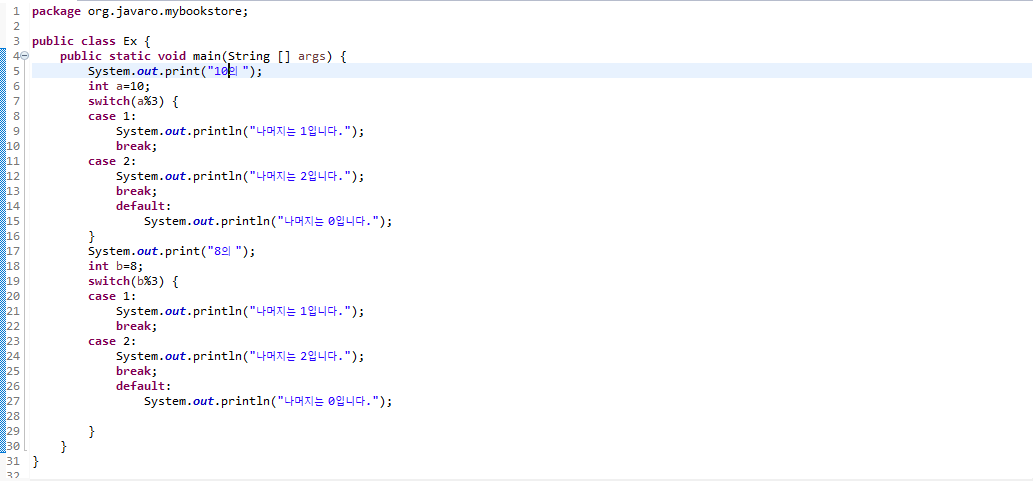 1 package org.javaro.mybookstore;
2
3 public class Ex {
4 public static void main(String [] args) {
5 System.out.print("10의 ");
6 int a=10;
7 switch(a%3) {
8 case 1:
9 System.out.println("나머지는 1입니다.");
10 break;
11 case 2:
12 System.out.println("나머지는 2입니다.");
13 break;
14 default:
15 System.out.println("나머지는 0입니다.");
16 }
17 System.out.print("8의 ");
18 int b=8;
19 switch(b%3) {
20 case 1:
21 System.out.println("나머지는 1입니다.");
22 break;
23 case 2:
24 System.out.println("나머지는 2입니다.");
25 break;
26 default:
27 System.out.println("나머지는 0입니다.");
28
29 }
30 }
31 }
32